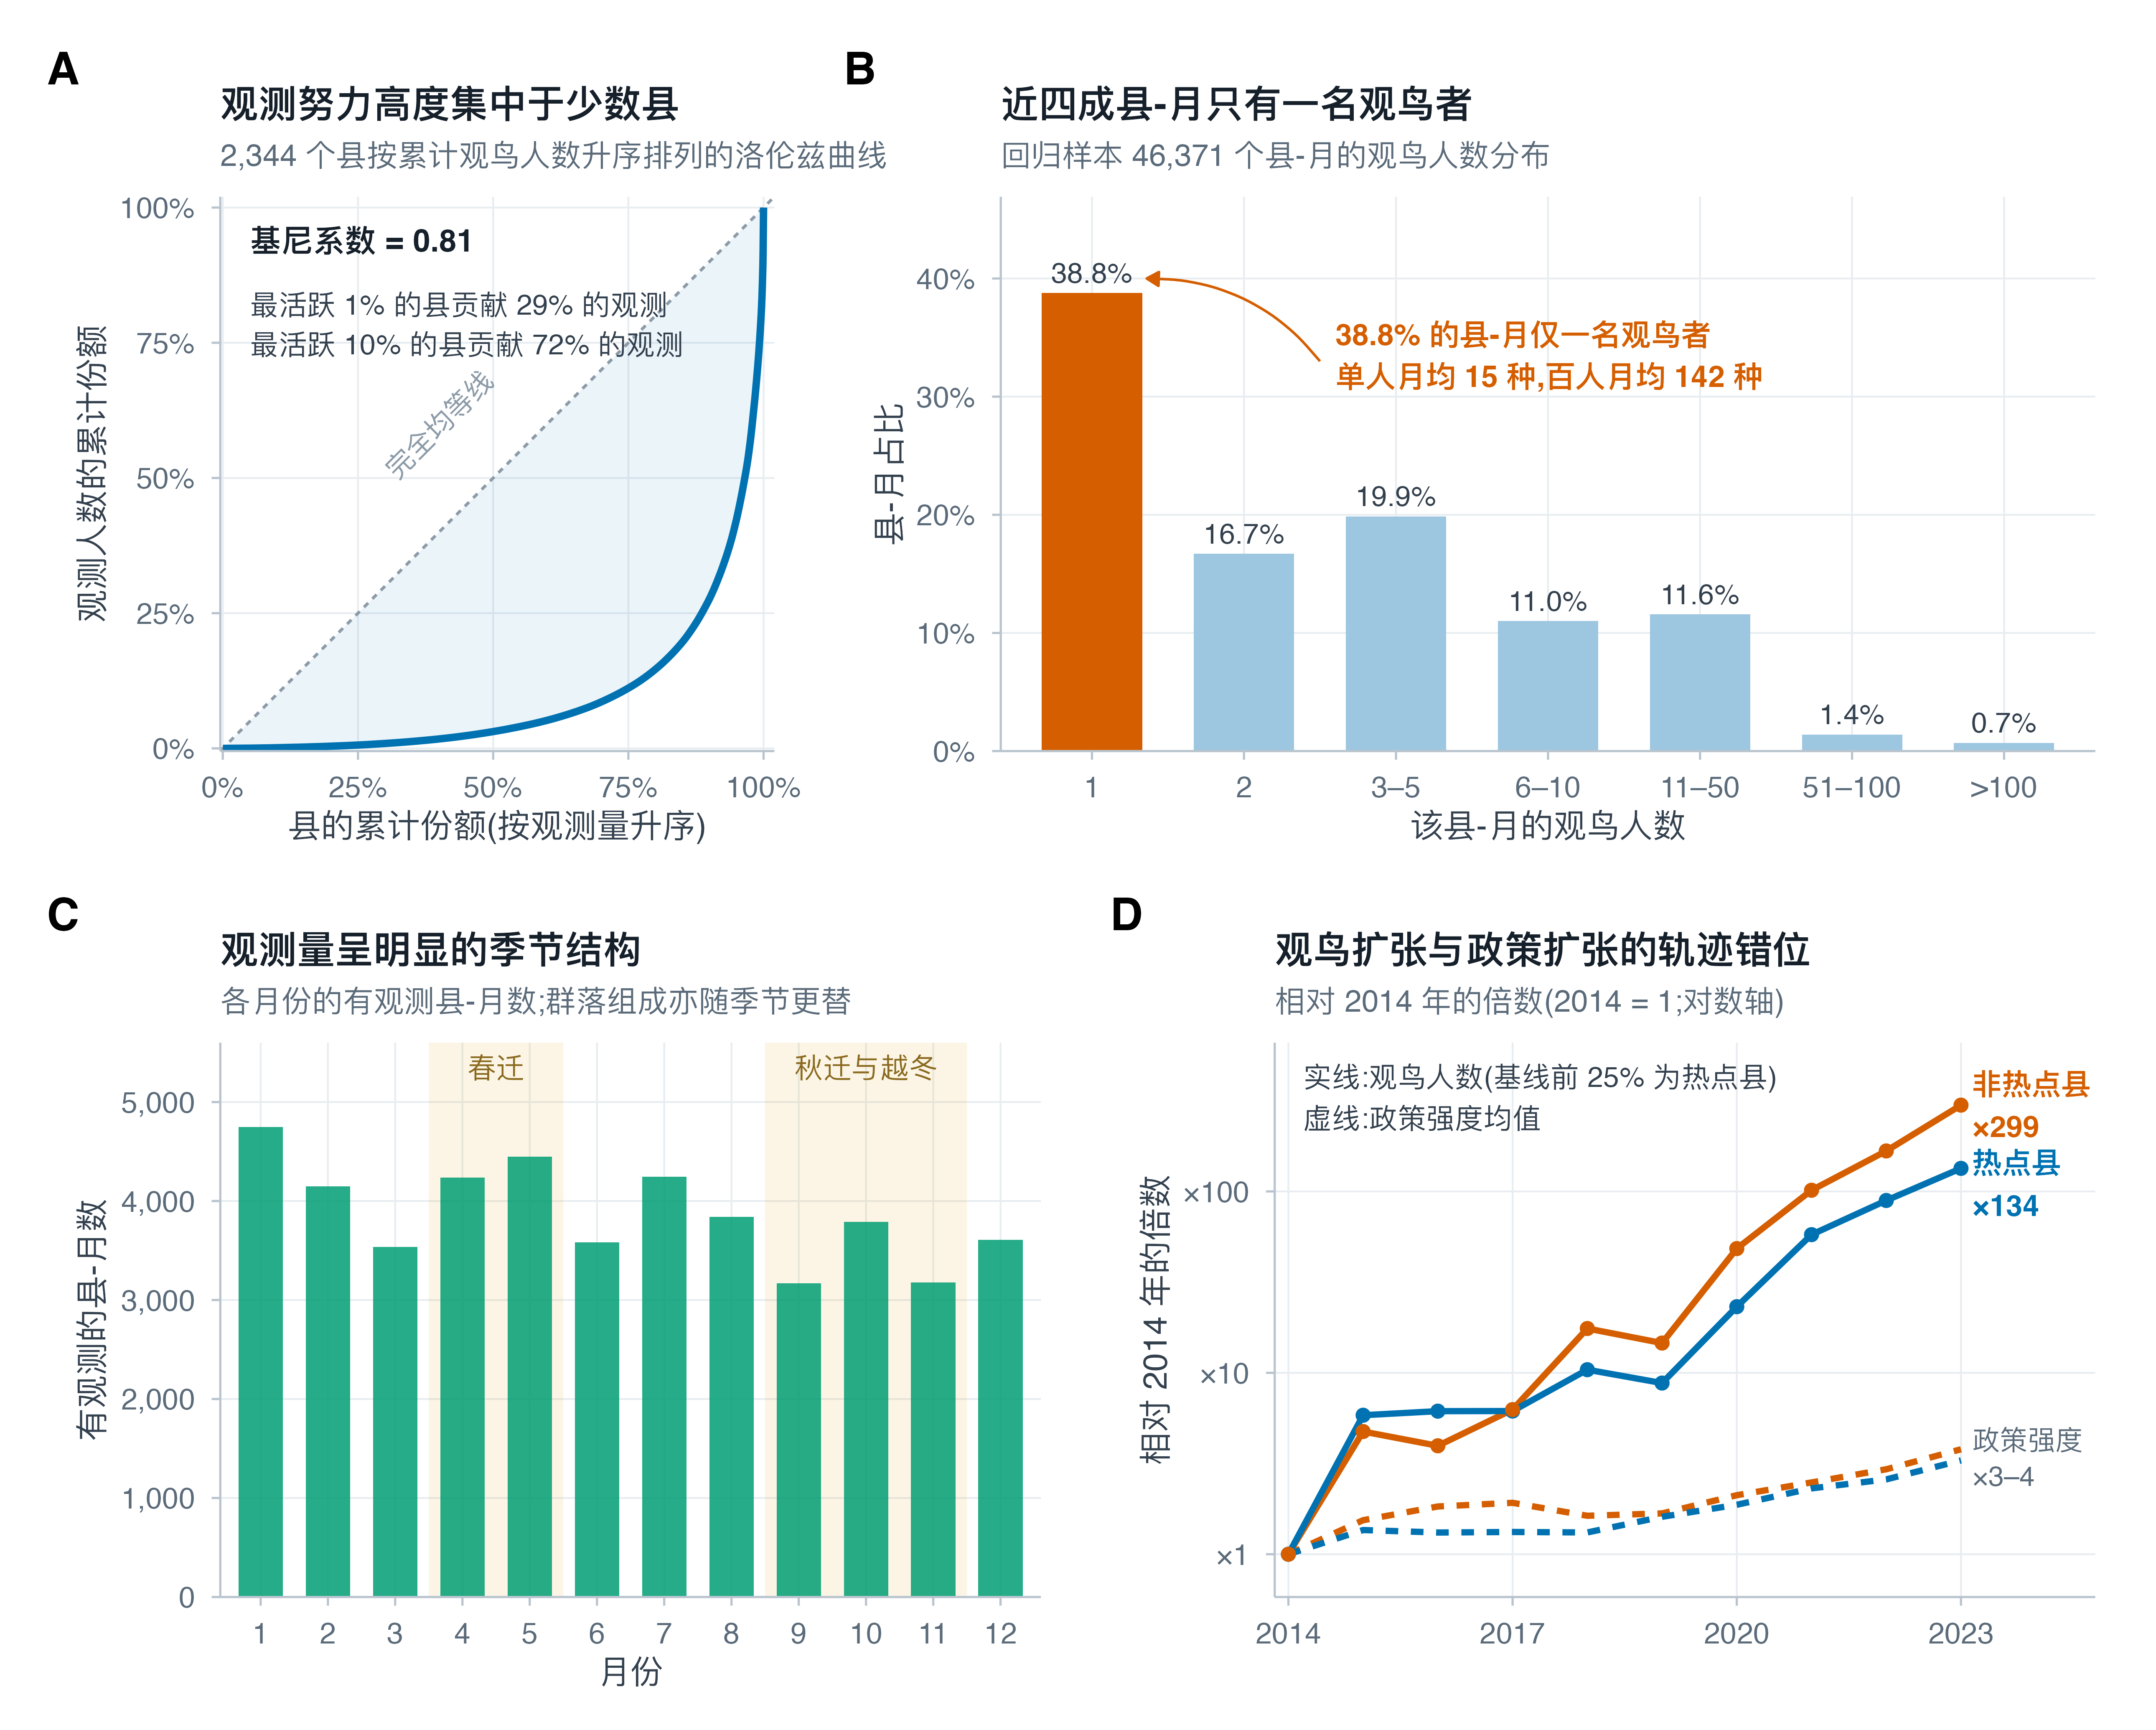 A
观测努力高度集中于少数县
2,344 个县按累计观鸟人数升序排列的洛伦兹曲线
观测人数的累计份额
100%
75%
50%
25%
0%
基尼系数 = 0.81
最活跃 1% 的县贡献 29% 的观测
最活跃 10% 的县贡献 72% 的观测
完全均等线
0%
25%
50%
75%
100%
县的累计份额(按观测量升序)
B
近四成县-月只有一名观鸟者
回归样本 46,371 个县-月的观鸟人数分布
县-月占比
40%
30%
20%
10%
0%
38.8%
16.7%
19.9%
11.0%
11.6%
1.4%
0.7%
38.8% 的县-月仅一名观鸟者
单人月均 15 种,百人月均 142 种
1
2
3–5
6–10
11–50
51–100
>100
该县-月的观鸟人数
C
观测量呈明显的季节结构
各月份的有观测县-月数;群落组成亦随季节更替
有观测的县-月数
5,000
4,000
3,000
2,000
1,000
0
春迁
秋迁与越冬
1
2
3
4
5
6
7
8
9
10
11
12
月份
D
观鸟扩张与政策扩张的轨迹错位
相对 2014 年的倍数(2014 = 1;对数轴)
相对 2014 年的倍数
×100
×10
×1
实线:观鸟人数(基线前 25% 为热点县)
虚线:政策强度均值
非热点县
×299
热点县
×134
政策强度
×3–4
2014
2017
2020
2023